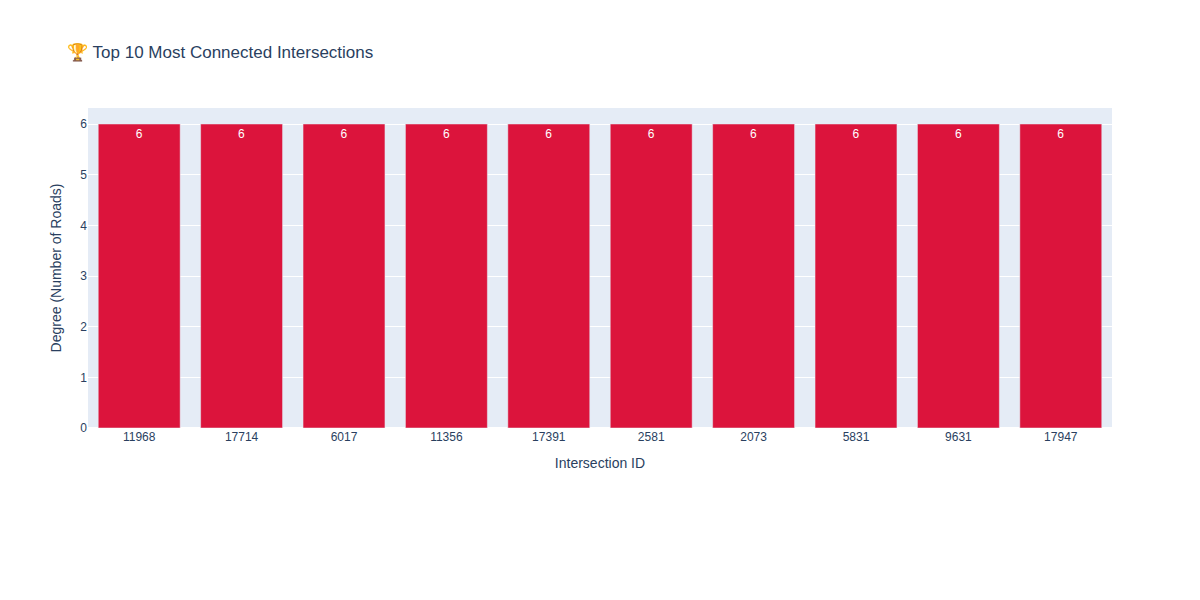 🏆 Top 10 Most Connected Intersections
Degree (Number of Roads)
6
5
4
3
2
1
0
6 6 6 6 6 6 6 6 6 6
11968 17714 6017 11356 17391 2581 2073 5831 9631 17947
Intersection ID